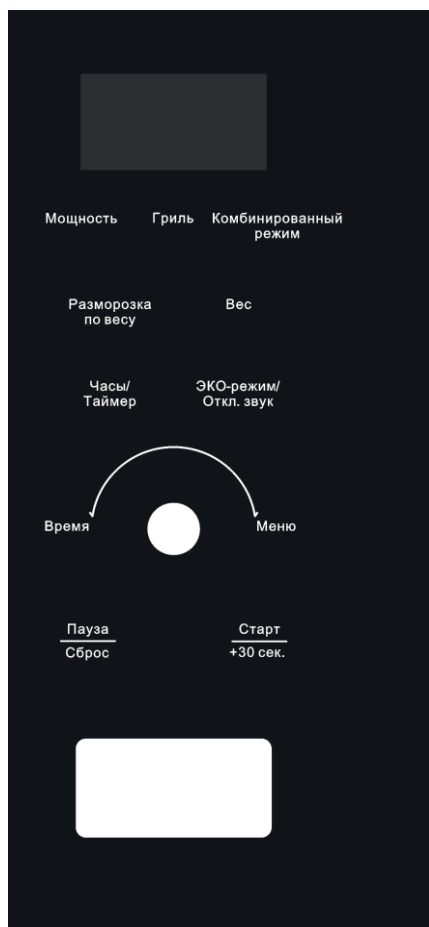 Мощность Гриль Комбинированный
режим
Разморозка Вес
по весу
Часы/ ЭКО-режим/
Таймер Откл. звук
Время Меню
Пауза Старт
Сброс +30 сек.